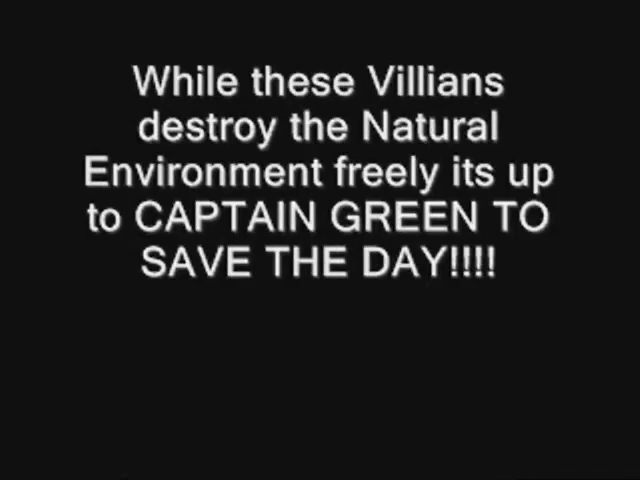 While these Villians
destroy the Natural
Environment freely its up
to CAPTAIN GREEN TO
SAVE THE DAY!!!!